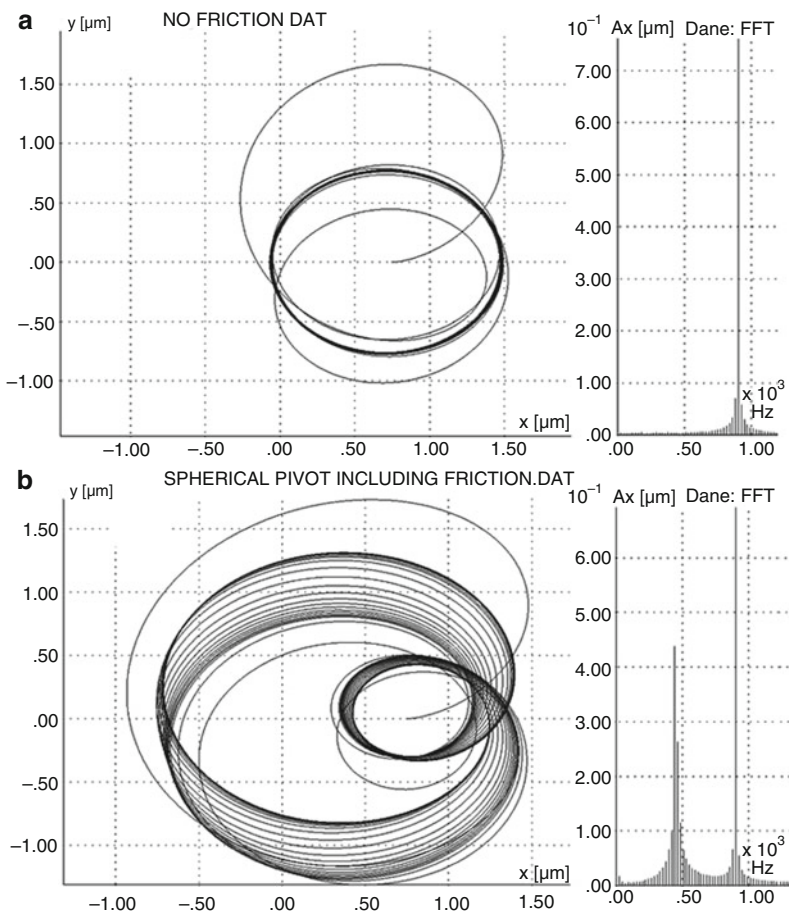 a
y [µm]
NO FRICTION DAT
1.50
1.00
.50
.00
−.50
−1.00
x [µm]
−1.00 −.50 .00 .50 1.00 1.50
10⁻¹ Ax [µm] Dane: FFT
7.00
6.00
5.00
4.00
3.00
2.00
1.00
x 10³
Hz
.00
.00 .50 1.00
b
y [µm]
SPHERICAL PIVOT INCLUDING FRICTION.DAT
1.50
1.00
.50
.00
−.50
−1.00
x [µm]
−1.00 −.50 .00 .50 1.00 1.50
10⁻¹ Ax [µm] Dane: FFT
6.00
5.00
4.00
3.00
2.00
1.00
x 10³
Hz
.00
.00 .50 1.00